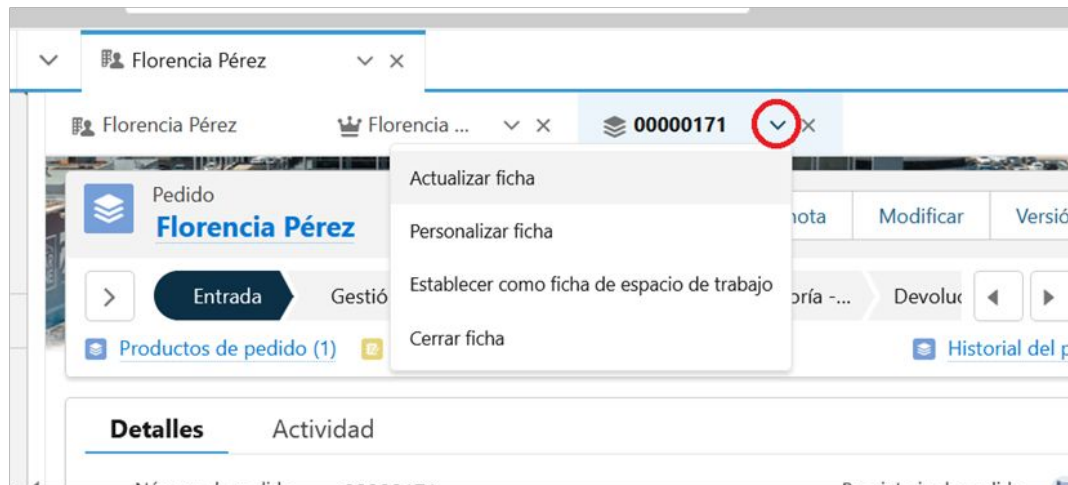 Florencia Pérez
Florencia Pérez
Florencia ...
00000171
Actualizar ficha
Personalizar ficha
Establecer como ficha de espacio de trabajo
Cerrar ficha
Pedido
Florencia Pérez
Modificar
Entrada
Productos de pedido (1)
Historial del
Detalles Actividad